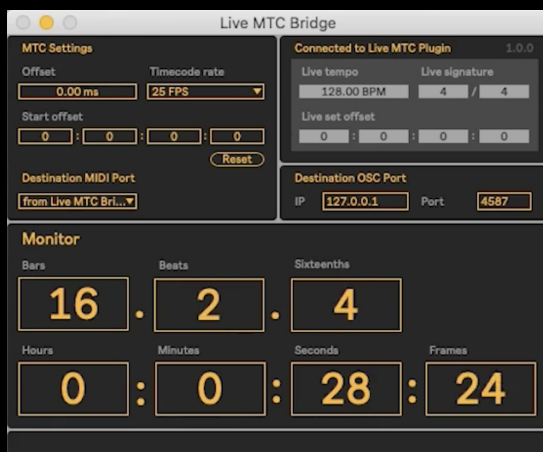 Live MTC Bridge
MTC Settings
Offset
Timecode rate
0.00 ms
25 FPS
Start offset
0 : 0 : 0 : 0
Reset
Destination MIDI Port
from Live MTC Bri...
Connected to Live MTC Plugin
1.0.0
Live tempo
Live signature
128.00 BPM
4 / 4
Live set offset
0 : 0 : 0 : 0
Destination OSC Port
IP
127.0.0.1
Port
4587
Monitor
Bars
Beats
Sixteenths
16 . 2 . 4
Hours
Minutes
Seconds
Frames
0 : 0 : 28 : 24